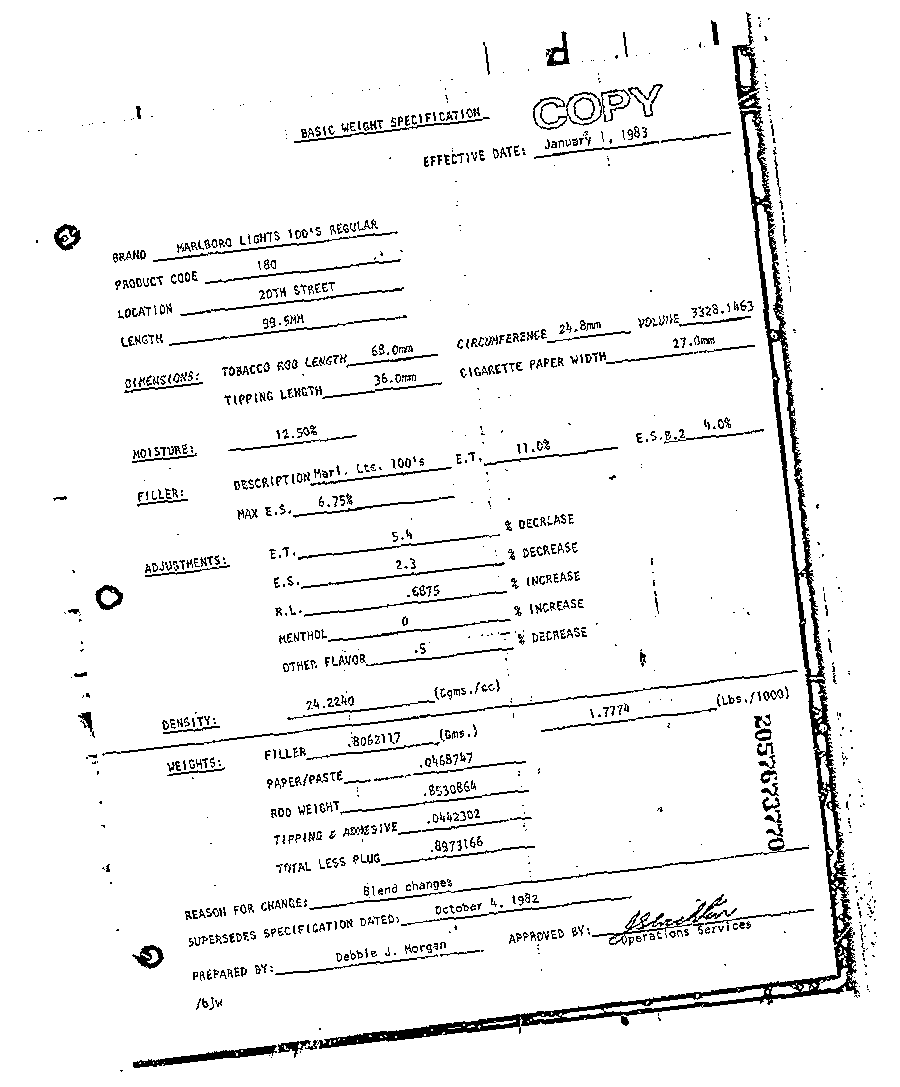 COPY
BASIC WEIGHT SPECIFICATION
EFFECTIVE DATE: January 1, 1983
BRAND MARLBORO LIGHTS 100'S REGULAR
PRODUCT CODE 180
LOCATION 20TH STREET
LENGTH 99.5MM
DIMENSIONS: TOBACCO ROD LENGTH 68.0mm CIRCUMFERENCE 24.8mm VOLUME 3328.1463
TIPPING LENGTH 36.0mm CIGARETTE PAPER WIDTH 27.0mm
MOISTURE: 12.50%
FILLER: DESCRIPTION Marl. Lts. 100's E.T. 11.0% E.S.B.2 4.0%
MAX E.S. 6.75%
ADJUSTMENTS: E.T. 5.4 % DECREASE
E.S. 2.3 % DECREASE
R.L. .6875 % INCREASE
MENTHOL 0 % INCREASE
OTHER FLAVOR .5 % DECREASE
DENSITY: 24.2240 (Cgms./cc)
WEIGHTS: FILLER .8062117 (Gms.) 1.7774 (Lbs./1000)
PAPER/PASTE .0468747
ROD WEIGHT .8530864
TIPPING & ADHESIVE .0442302
TOTAL LESS PLUG .8973166
REASON FOR CHANGE: Blend changes
SUPERSEDES SPECIFICATION DATED: October 4, 1982
PREPARED BY: Debbie J. Morgan APPROVED BY:
Operations Services
/bjw
2057673770